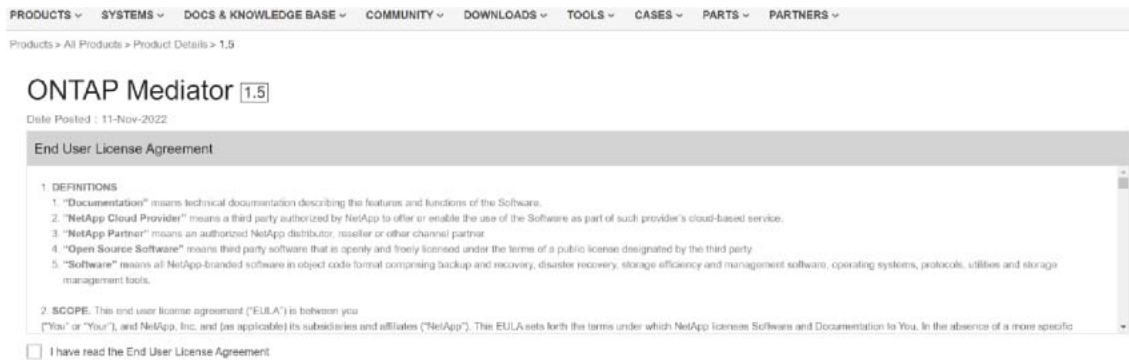 PRODUCTS SYSTEMS DOCS & KNOWLEDGE BASE COMMUNITY DOWNLOADS TOOLS CASES PARTS PARTNERS
Products > All Products > Product Details > 1.5
ONTAP Mediator 1.5
Date Posted : 11-Nov-2022
End User License Agreement
1. DEFINITIONS
1. "Documentation" means technical documentation describing the features and functions of the Software.
2. "NetApp Cloud Provider" means a third party authorized by NetApp to offer or enable the use of the Software as part of such provider's cloud-based service.
3. "NetApp Partner" means an authorized NetApp distributor, reseller or other channel partner.
4. "Open Source Software" means third party software that is openly and freely licensed under the terms of a public license designated by the third party.
5. "Software" means all NetApp-branded software in object code format comprising backup and recovery, disaster recovery, storage efficiency and management software, operating systems, protocols, utilities and storage
management tools.
2. SCOPE. This end user license agreement ("EULA") is between you
("You" or "Your"), and NetApp, Inc. and (as applicable) its subsidiaries and affiliates ("NetApp"). This EULA sets forth the terms under which NetApp licenses Software and Documentation to You. In the absence of a more specific
I have read the End User License Agreement